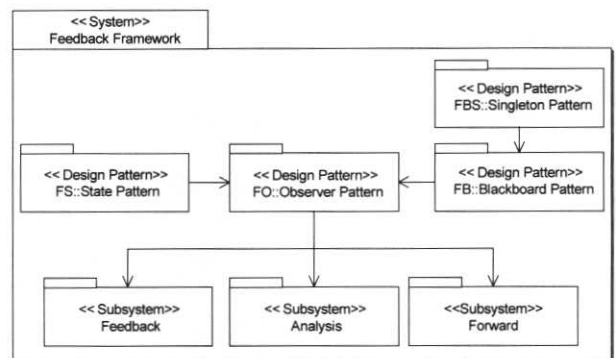 << System>>
Feedback Framework
<< Design Pattern>>
FBS::Singleton Pattern
<< Design Pattern>>
FS::State Pattern
<< Design Pattern>>
FO::Observer Pattern
<< Design Pattern>>
FB::Blackboard Pattern
<< Subsystem>>
Feedback
<< Subsystem>>
Analysis
<<Subsystem>>
Forward